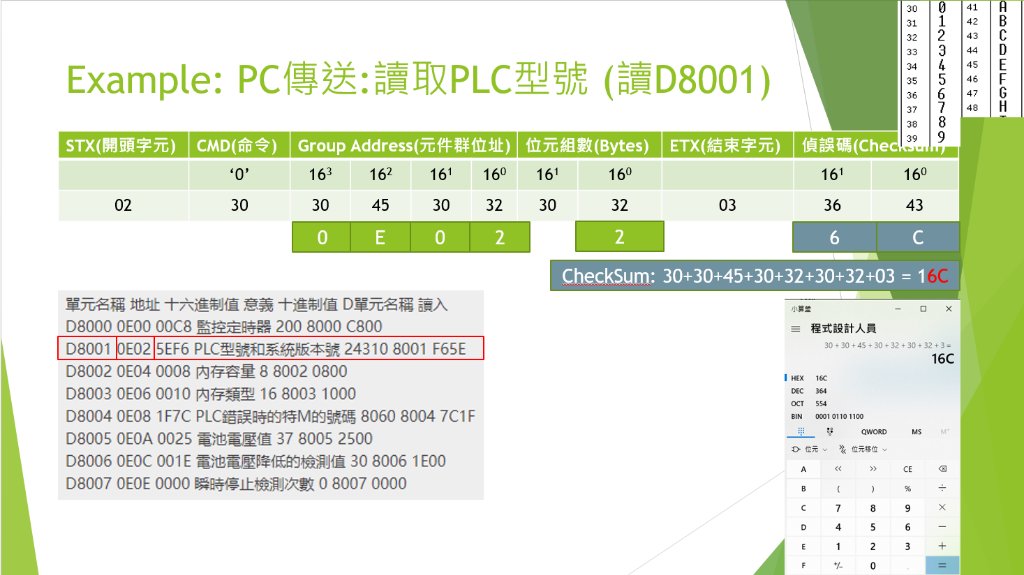 30 0 41 A
31 1 42 B
32 2 43 C
33 3 44 D
34 4 45 E
35 5 46 F
36 6 47 G
37 7 48 H
38 8
39 9
Example: PC傳送:讀取PLC型號 (讀D8001)
STX(開頭字元) CMD(命令) Group Address(元件群位址) 位元組數(Bytes) ETX(結束字元) 偵誤碼(Checksum)
‘0’ 16³ 16² 16¹ 16⁰ 16¹ 16⁰ 16¹ 16⁰
02 30 30 45 30 32 30 32 03 36 43
0 E 0 2 2 6 C
CheckSum: 30+30+45+30+32+30+32+03 = 16C
單元名稱 地址 十六進制值 意義 十進制值 D單元名稱 讀入
D8000 0E00 00C8 監控定時器 200 8000 C800
D8001 0E02 5EF6 PLC型號和系統版本號 24310 8001 F65E
D8002 0E04 0008 內存容量 8 8002 0800
D8003 0E06 0010 內存類型 16 8003 1000
D8004 0E08 1F7C PLC錯誤時的特M的號碼 8060 8004 7C1F
D8005 0E0A 0025 電池電壓值 37 8005 2500
D8006 0E0C 001E 電池電壓降低的檢測值 30 8006 1E00
D8007 0E0E 0000 瞬時停止檢測次數 0 8007 0000
小算盤
程式設計人員
30 + 30 + 45 + 30 + 32 + 30 + 32 + 3 =
16C
HEX 16C
DEC 364
OCT 554
BIN 0001 0110 1100
QWORD MS M˅
位元 位元移位
A << >> CE ⌫
B ( ) % ÷
C 7 8 9 ×
D 4 5 6 −
E 1 2 3 +
F +/− 0 . =